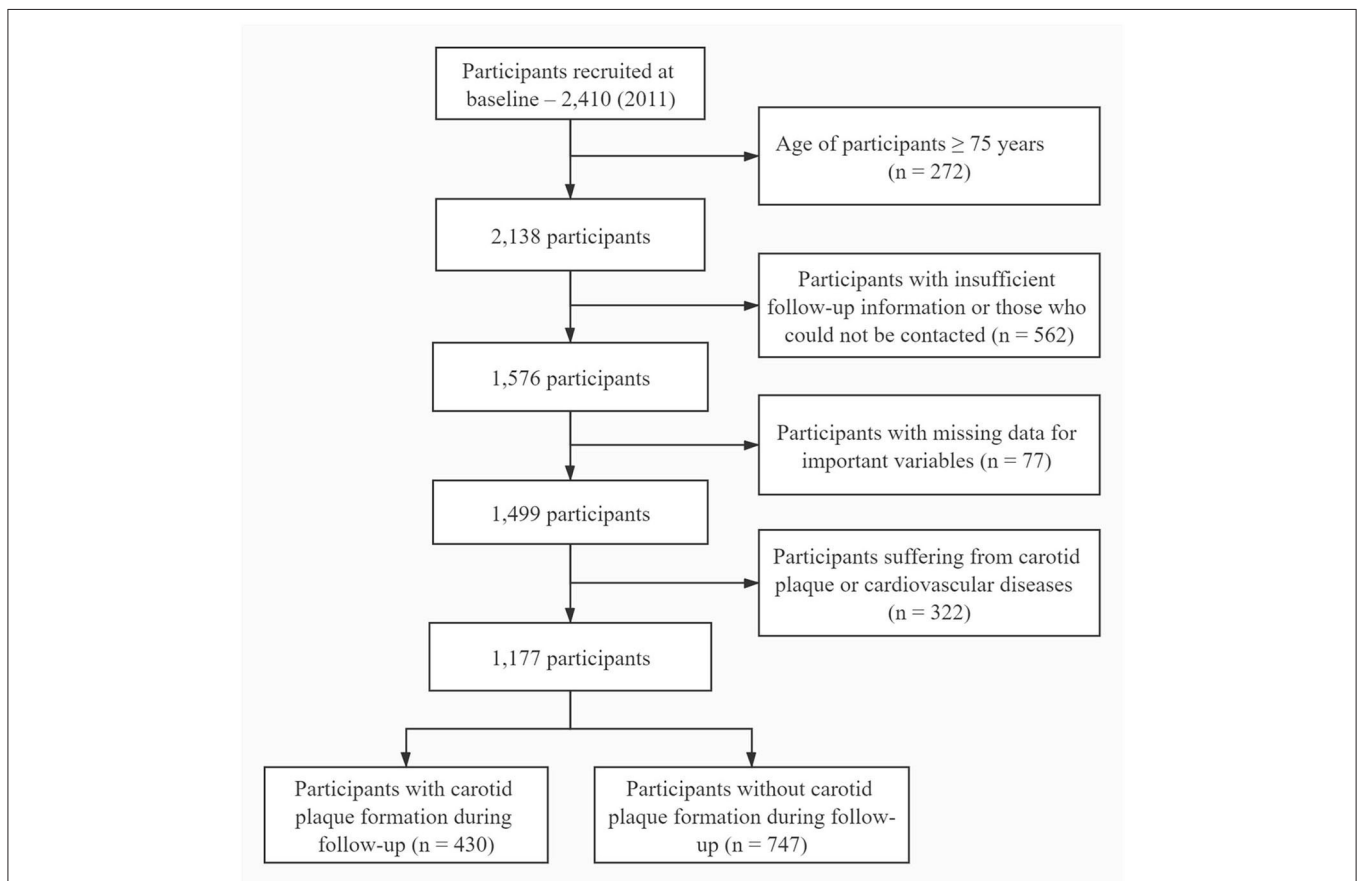 Participants recruited at
baseline – 2,410 (2011)
Age of participants ≥ 75 years
(n = 272)
2,138 participants
Participants with insufficient
follow-up information or those who
could not be contacted (n = 562)
1,576 participants
Participants with missing data for
important variables (n = 77)
1,499 participants
Participants suffering from carotid
plaque or cardiovascular diseases
(n = 322)
1,177 participants
Participants with carotid
plaque formation during
follow-up (n = 430)
Participants without carotid
plaque formation during follow-
up (n = 747)